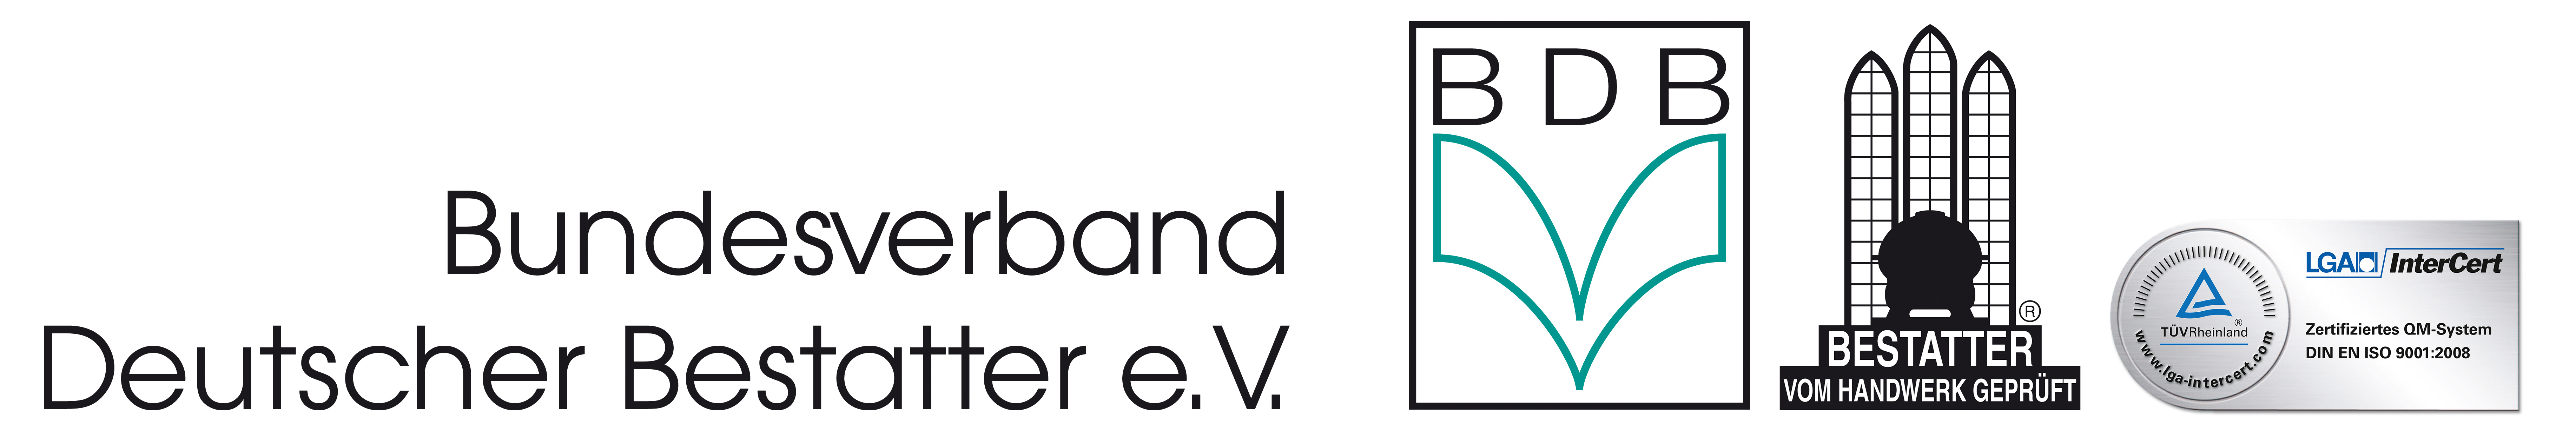 Bundesverband
Deutscher Bestatter e.V.
B D B
BESTATTER ®
VOM HANDWERK GEPRÜFT
TÜVRheinland ®
www.lga-intercert.com
LGA InterCert
Zertifiziertes QM-System
DIN EN ISO 9001:2008